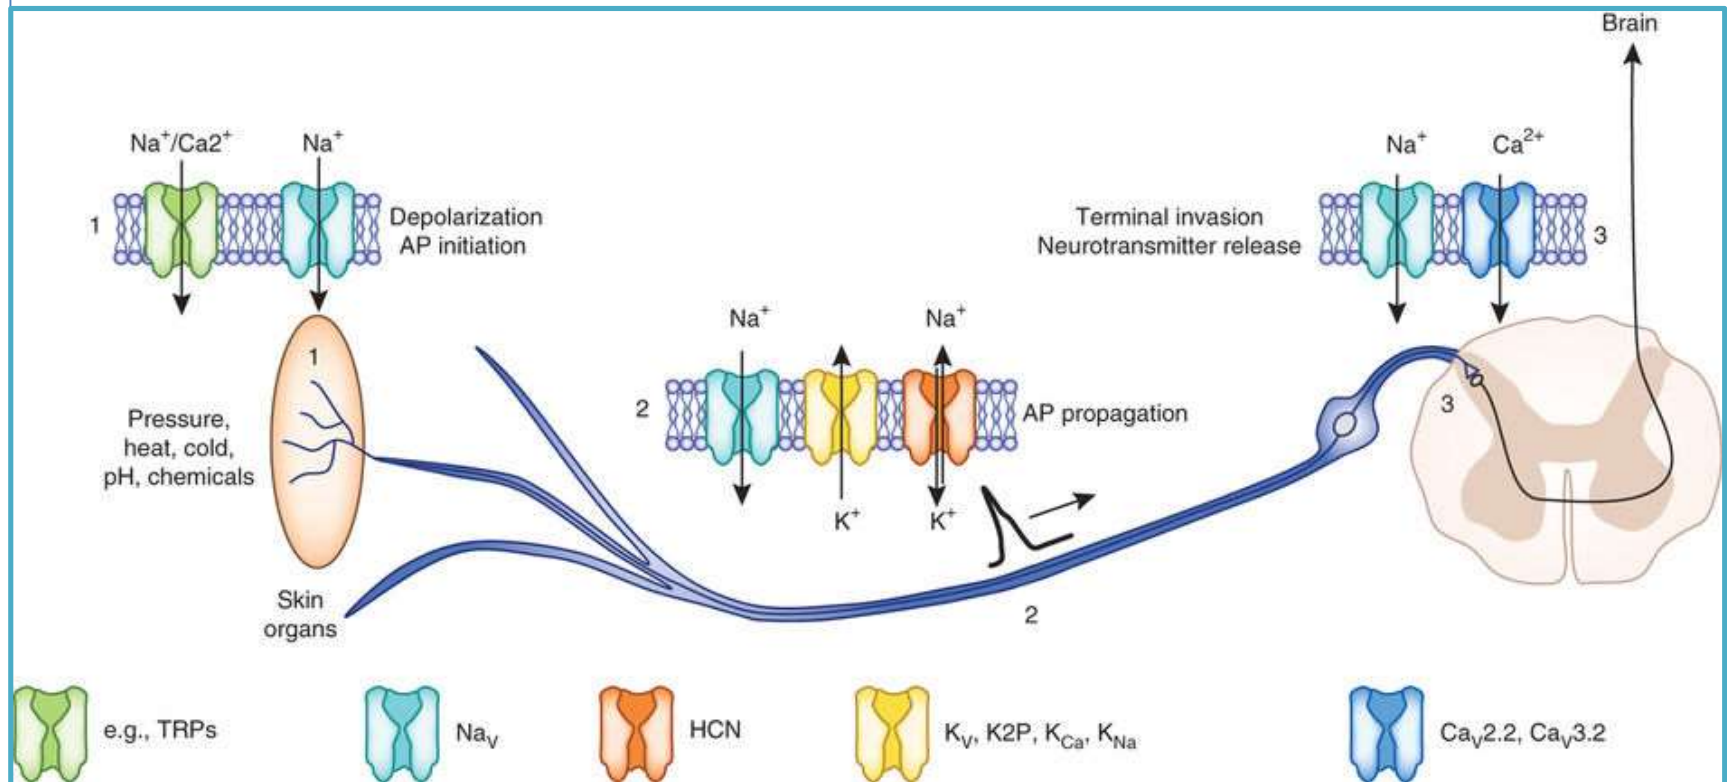 Brain
Na⁺/Ca2⁺
Na⁺
1
Depolarization
AP initiation
Na⁺
Ca²⁺
Terminal invasion
Neurotransmitter release
3
1
Pressure,
heat, cold,
pH, chemicals
Skin
organs
Na⁺
Na⁺
2
AP propagation
K⁺
K⁺
2
3
e.g., TRPs
NaV
HCN
KV, K2P, KCa, KNa
CaV2.2, CaV3.2